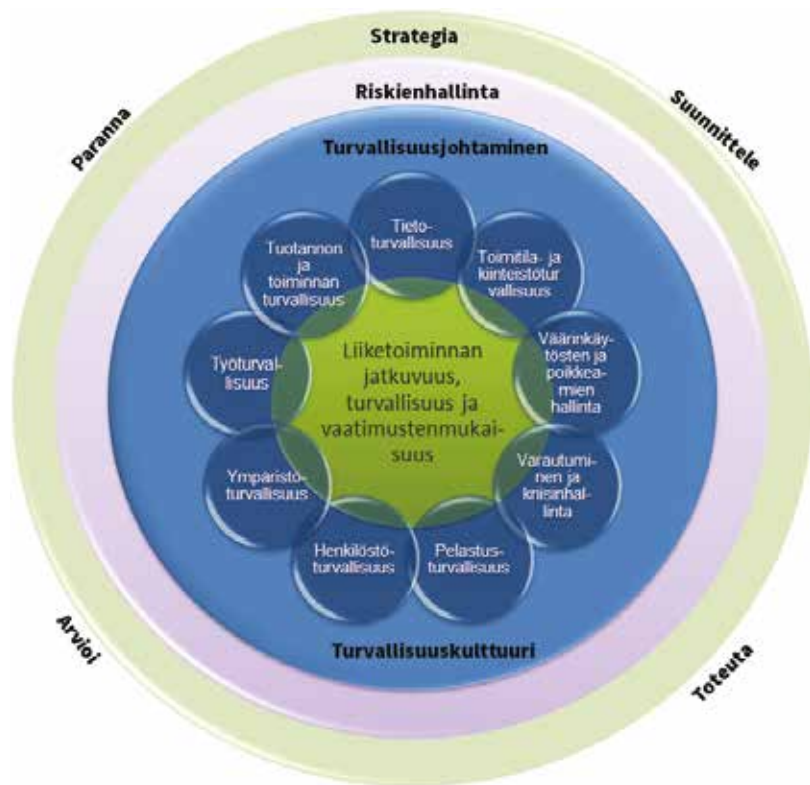 Strategia
Riskienhallinta
Turvallisuusjohtaminen
Paranna
Suunnittele
Tieto-
turvallisuus
Toimitila- ja
kiinteistötur
vallisuus
Väärinkäy-
tösten ja
poikkea-
mien
hallinta
Varautumi-
nen ja
kriisinhal-
linta
Pelastus-
turvallisuus
Henkilöstö-
turvallisuus
Ympäristö-
turvallisuus
Työturval-
lisuus
Tuotannon
ja
toiminnan
turvallisuus
Liiketoiminnan
jatkuvuus,
turvallisuus ja
vaatimustenmukai-
suus
Turvallisuuskulttuuri
Arvioi
Toteuta